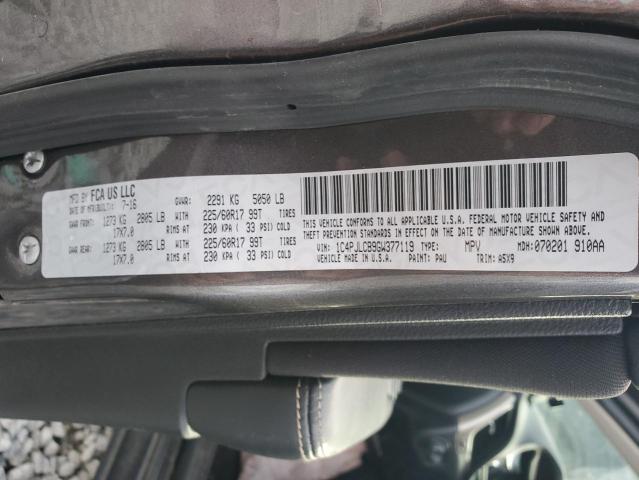 MFD BY FCA US LLC
DATE OF MFR(BUILT): 7-16 GVWR: 2291 KG 5050 LB
GAWR FRONT: 1273 KG 2805 LB WITH 225/60R17 99T TIRES
17X7.0 RIMS AT 230 KPA ( 33 PSI) COLD
GAWR REAR: 1273 KG 2805 LB WITH 225/60R17 99T TIRES
17X7.0 RIMS AT 230 KPA ( 33 PSI) COLD
THIS VEHICLE CONFORMS TO ALL APPLICABLE U.S.A. FEDERAL MOTOR VEHICLE SAFETY AND
THEFT PREVENTION STANDARDS IN EFFECT ON THE DATE OF MANUFACTURE SHOWN ABOVE
VIN: 1C4PJLCB9GW377119 TYPE: MPV MDH: 070201 910AA
VEHICLE MADE IN U.S.A. PAINT: PAU TRIM: A5X9